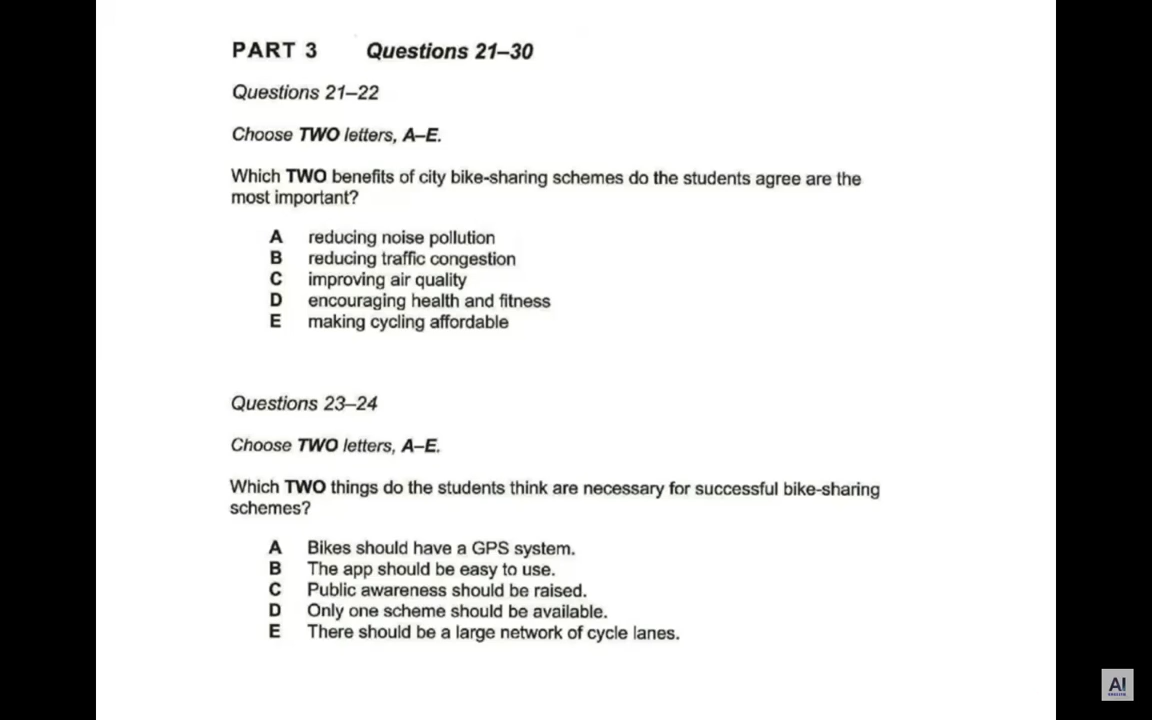 PART 3 Questions 21–30
Questions 21–22
Choose TWO letters, A–E.
Which TWO benefits of city bike-sharing schemes do the students agree are the
most important?
A reducing noise pollution
B reducing traffic congestion
C improving air quality
D encouraging health and fitness
E making cycling affordable
Questions 23–24
Choose TWO letters, A–E.
Which TWO things do the students think are necessary for successful bike-sharing
schemes?
A Bikes should have a GPS system.
B The app should be easy to use.
C Public awareness should be raised.
D Only one scheme should be available.
E There should be a large network of cycle lanes.
AI